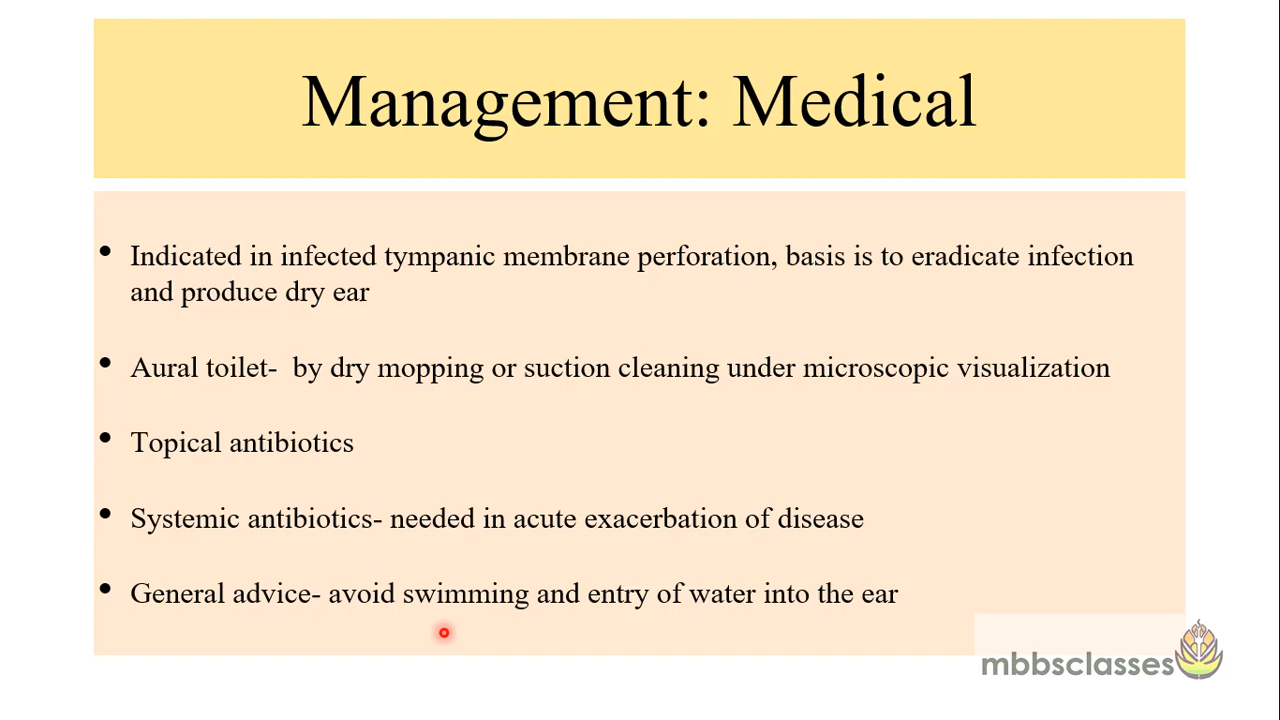 Management: Medical
• Indicated in infected tympanic membrane perforation, basis is to eradicate infection
and produce dry ear
• Aural toilet-  by dry mopping or suction cleaning under microscopic visualization
• Topical antibiotics
• Systemic antibiotics- needed in acute exacerbation of disease
• General advice- avoid swimming and entry of water into the ear
mbbsclasses